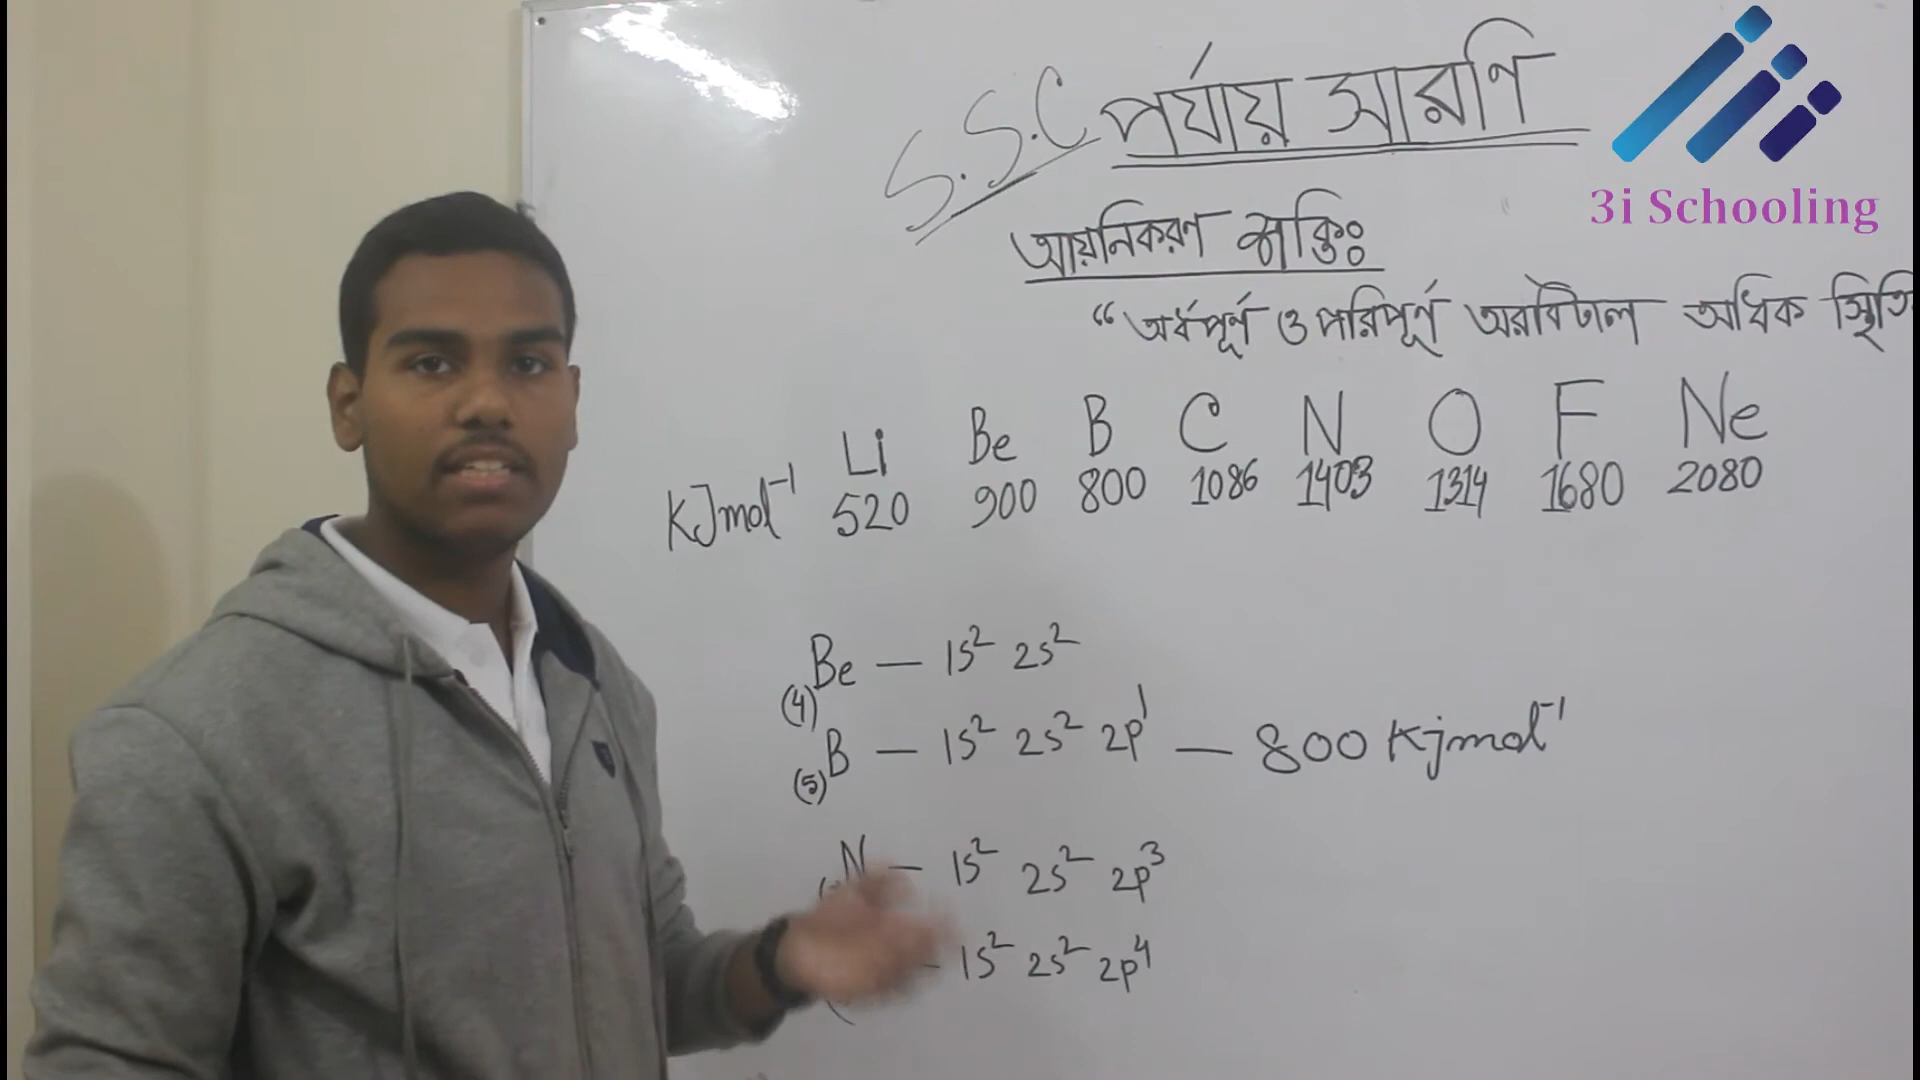 S.S.C পর্যায় সারণি
3i Schooling
আয়নিকরণ শক্তিঃ
“অর্ধপূর্ণ ও পরিপূর্ণ অরবিটাল অধিক
Li Be B C N O F Ne
KJmol⁻¹ 520 900 800 1086 1403 1314 1680 2080
Be — 1s² 2s²
(4)
B — 1s² 2s² 2p¹ — 800 Kjmol⁻¹
(5)
N — 1s² 2s² 2p³
1s² 2s² 2p⁴